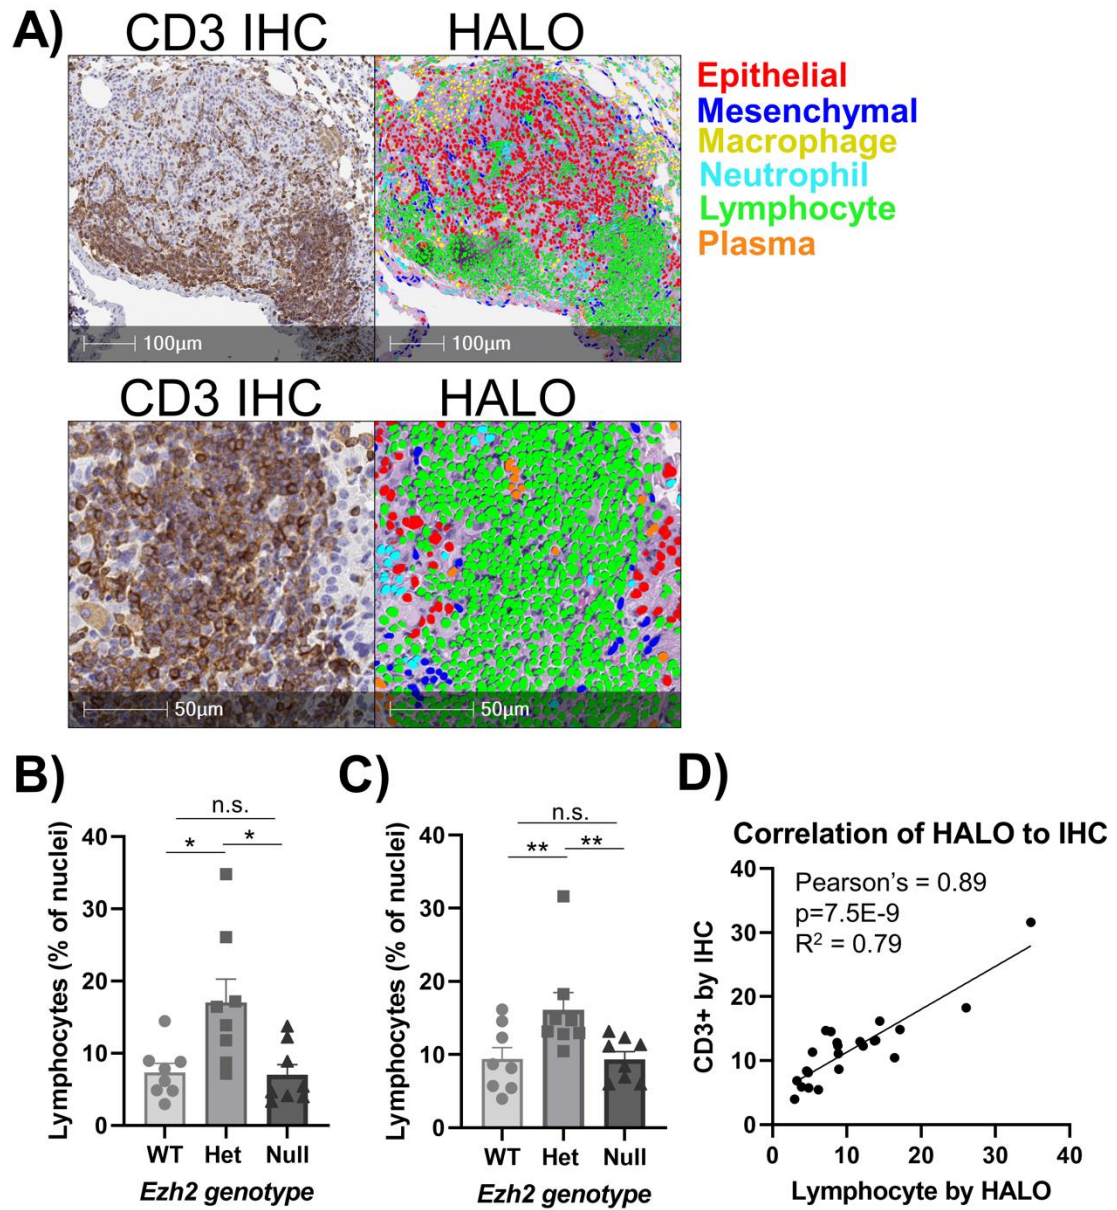 A)
CD3 IHC
HALO
Epithelial
Mesenchymal
Macrophage
Neutrophil
Lymphocyte
Plasma
100µm
100µm
CD3 IHC
HALO
50µm
50µm
B)
n.s.
*
*
Lymphocytes (% of nuclei)
40
30
20
10
0
WT
Het
Null
Ezh2 genotype
C)
n.s.
**
**
Lymphocytes (% of nuclei)
40
30
20
10
0
WT
Het
Null
Ezh2 genotype
D)
Correlation of HALO to IHC
Pearson's = 0.89
p=7.5E-9
R² = 0.79
CD3+ by IHC
40
30
20
10
0
0
10
20
30
40
Lymphocyte by HALO